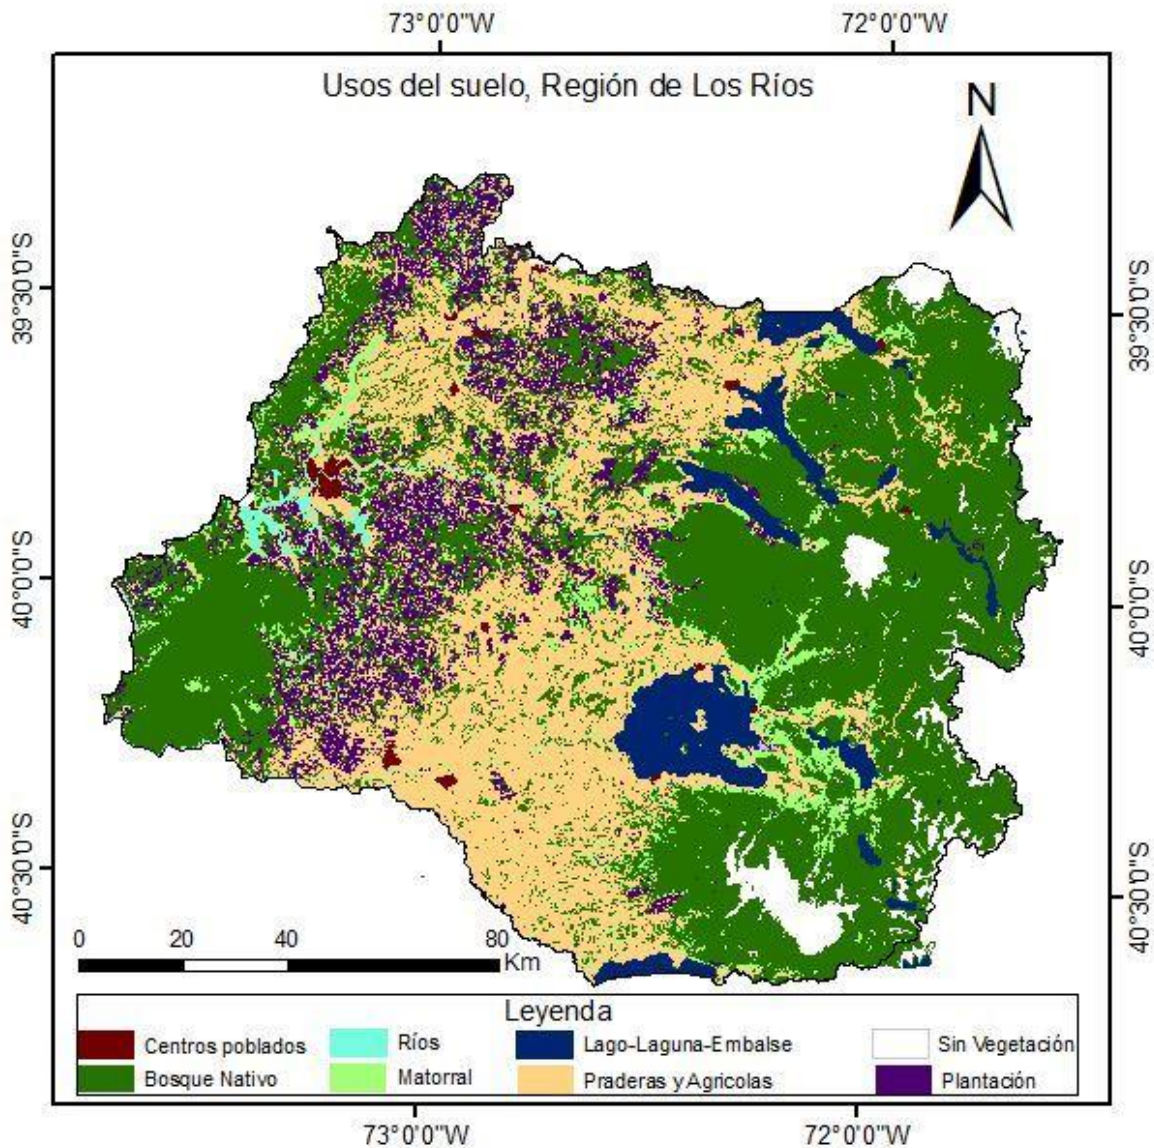 73°0'0"W 72°0'0"W
Usos del suelo, Región de Los Ríos
N
39°30'0"S 39°30'0"S
40°0'0"S 40°0'0"S
40°30'0"S 40°30'0"S
0 20 40 80
Km
Leyenda
Centros poblados Ríos Lago-Laguna-Embalse Sin Vegetación
Bosque Nativo Matorral Praderas y Agricolas Plantación
73°0'0"W 72°0'0"W